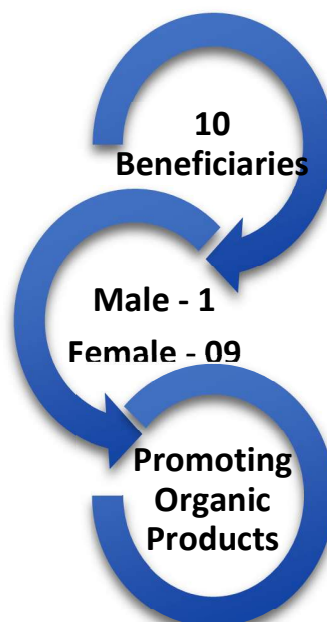 10
Beneficiaries
Male - 1
Female - 09
Promoting
Organic
Products